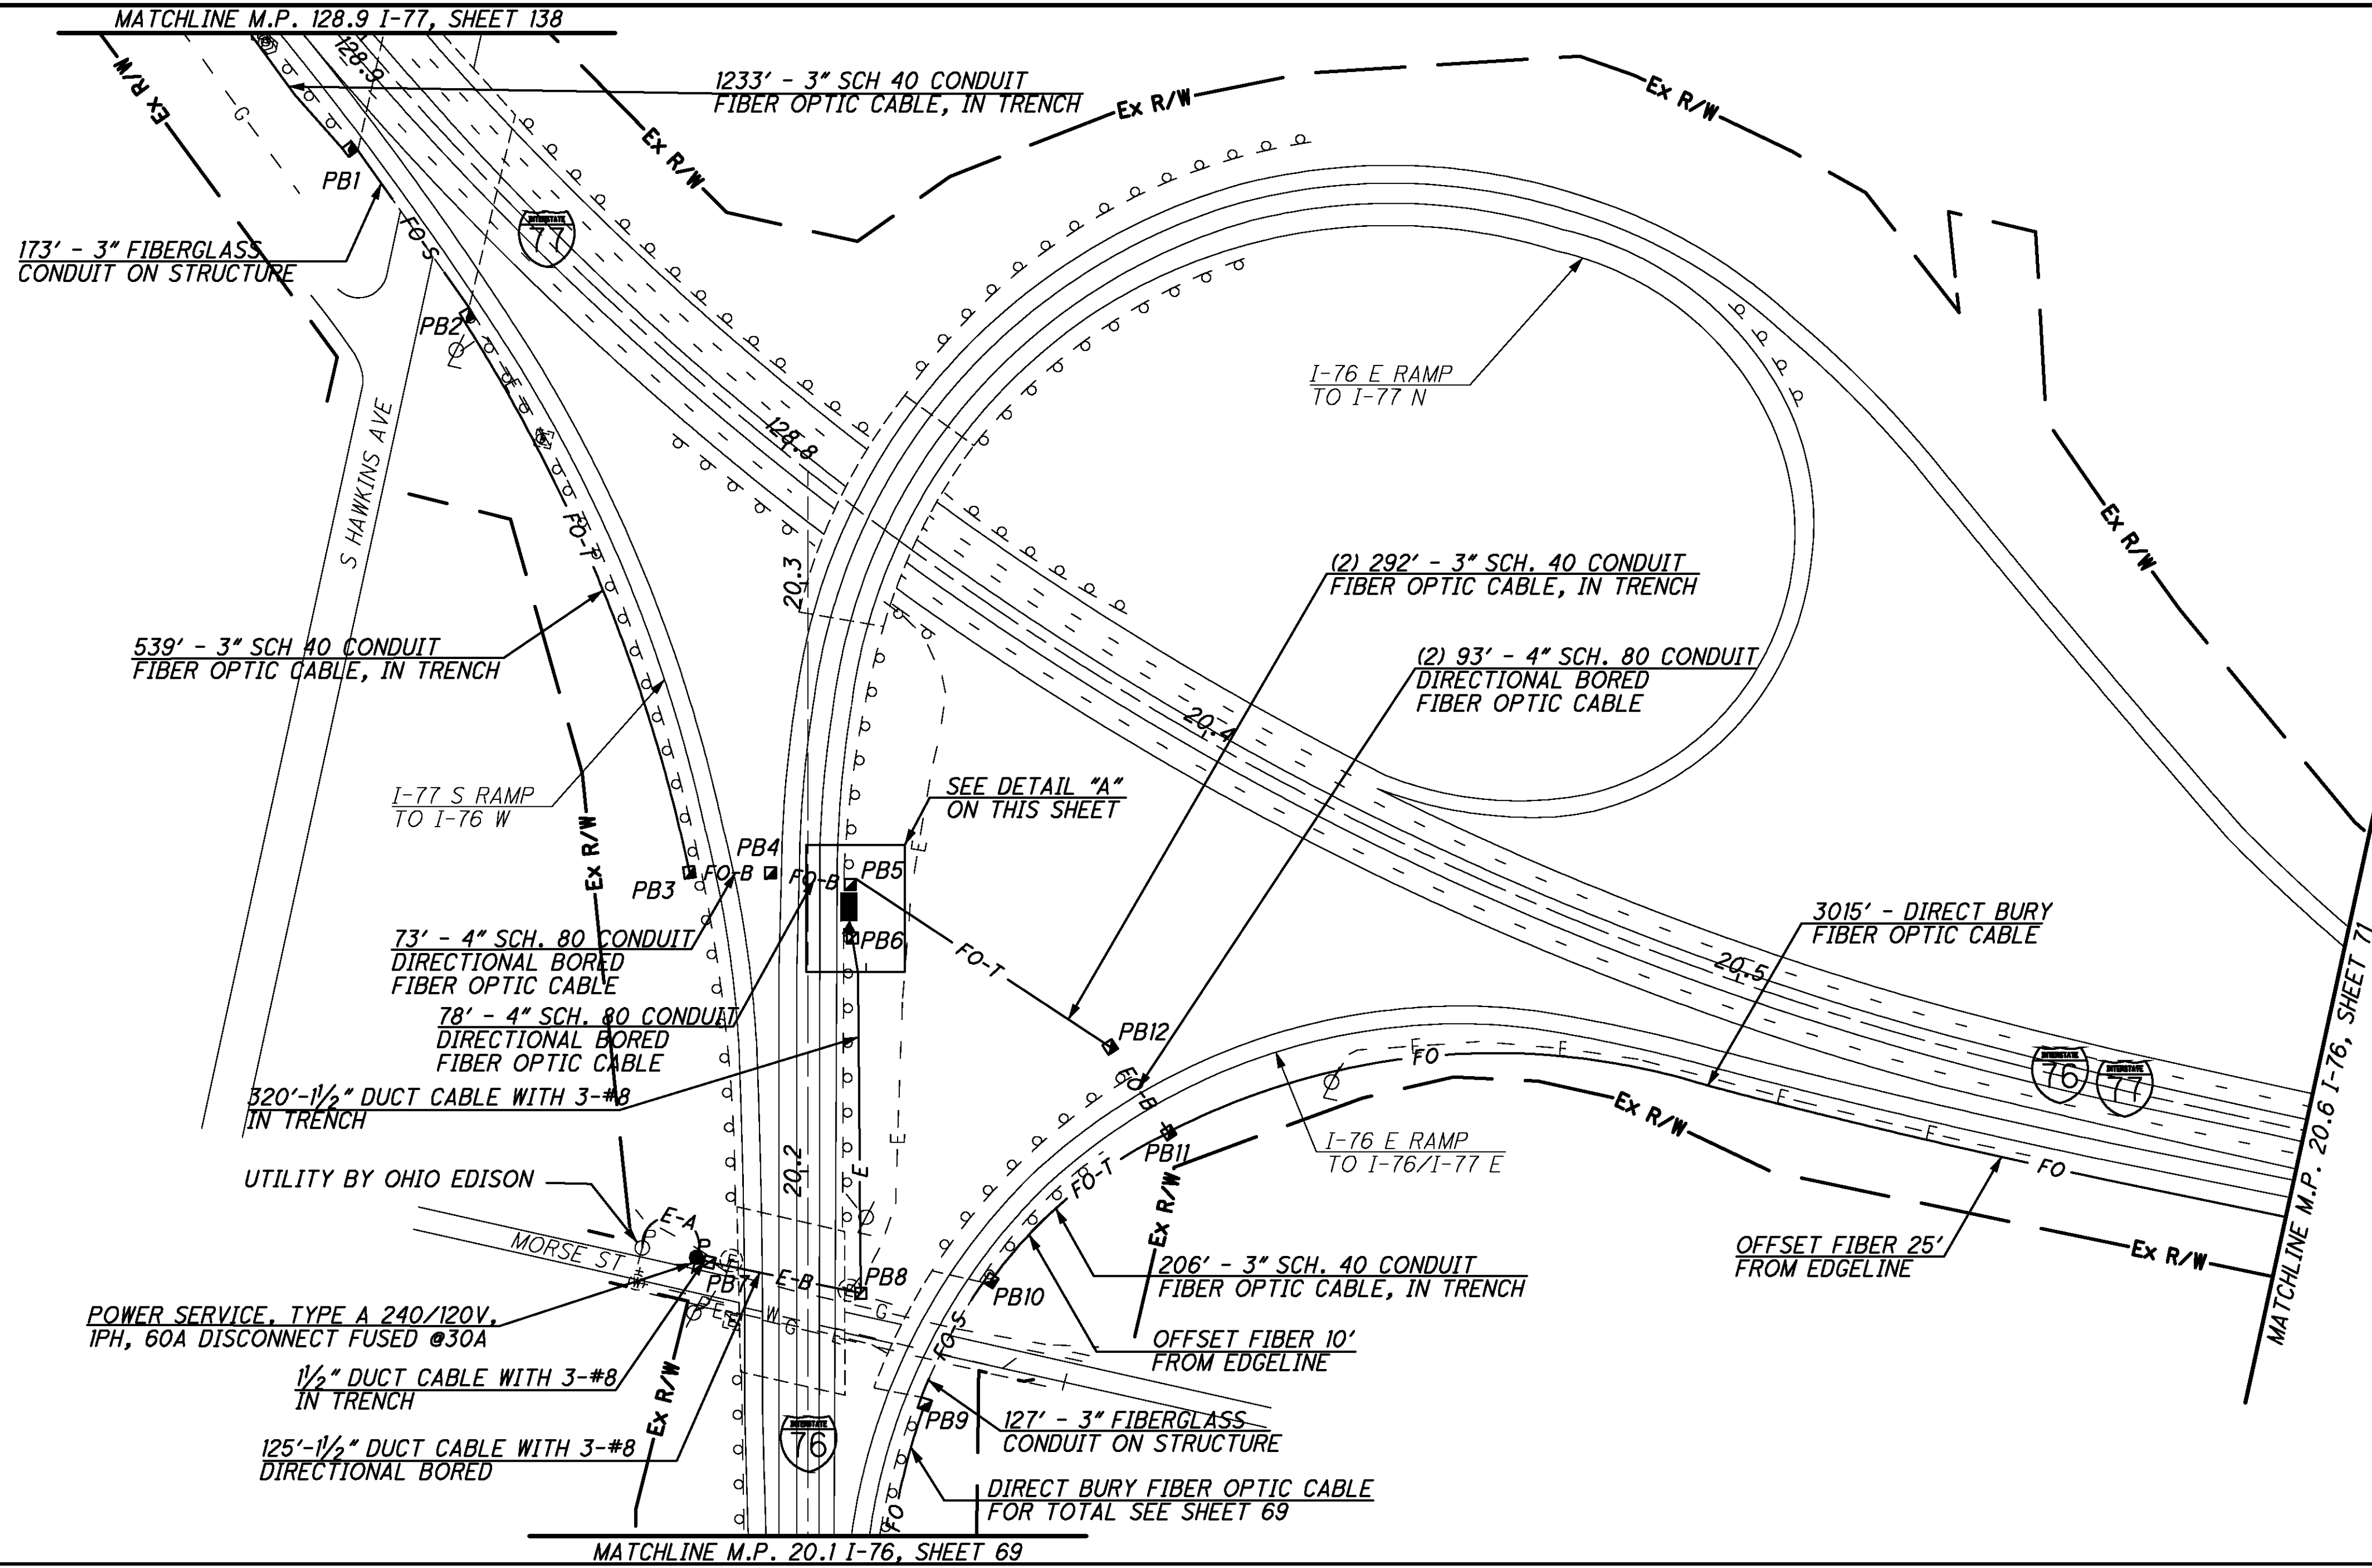 MATCHLINE M.P. 128.9 I-77, SHEET 138
Ex R/W
G
128.9
1233' - 3" SCH 40 CONDUIT
FIBER OPTIC CABLE, IN TRENCH
Ex R/W
Ex R/W
Ex R/W
PB1
FO-S
INTERSTATE
77
173' - 3" FIBERGLASS
CONDUIT ON STRUCTURE
PB2
I-76 E RAMP
TO I-77 N
128.8
S HAWKINS AVE
FO-T
20.3
Ex R/W
(2) 292' - 3" SCH. 40 CONDUIT
FIBER OPTIC CABLE, IN TRENCH
539' - 3" SCH 40 CONDUIT
FIBER OPTIC CABLE, IN TRENCH
(2) 93' - 4" SCH. 80 CONDUIT
DIRECTIONAL BORED
FIBER OPTIC CABLE
20.4
I-77 S RAMP
TO I-76 W
SEE DETAIL "A"
ON THIS SHEET
Ex R/W
PB4
E
PB3
FO-B
FO-B
PB5
PB6
73' - 4" SCH. 80 CONDUIT
DIRECTIONAL BORED
FIBER OPTIC CABLE
FO-T
3015' - DIRECT BURY
FIBER OPTIC CABLE
20.5
78' - 4" SCH. 80 CONDUIT
DIRECTIONAL BORED
FIBER OPTIC CABLE
PB12
E
FO
E
INTERSTATE
76
INTERSTATE
77
320'-1½" DUCT CABLE WITH 3-#8
IN TRENCH
FO-B
E
E
Ex R/W
I-76 E RAMP
TO I-76/I-77 E
PB11
E
FO
20.2
E
UTILITY BY OHIO EDISON
FO-T
Ex R/W
E-A
P
P
MORSE ST
E
PB7
E-B
PB8
206' - 3" SCH. 40 CONDUIT
FIBER OPTIC CABLE, IN TRENCH
PB10
OFFSET FIBER 25'
FROM EDGELINE
Ex R/W
W
G
G
POWER SERVICE, TYPE A 240/120V,
1PH, 60A DISCONNECT FUSED @30A
FO-S
OFFSET FIBER 10'
FROM EDGELINE
1½" DUCT CABLE WITH 3-#8
IN TRENCH
Ex R/W
PB9
127' - 3" FIBERGLASS
CONDUIT ON STRUCTURE
INTERSTATE
76
125'-1½" DUCT CABLE WITH 3-#8
DIRECTIONAL BORED
DIRECT BURY FIBER OPTIC CABLE
FOR TOTAL SEE SHEET 69
FO
MATCHLINE M.P. 20.1 I-76, SHEET 69
MATCHLINE M.P. 20.6 I-76, SHEET 71